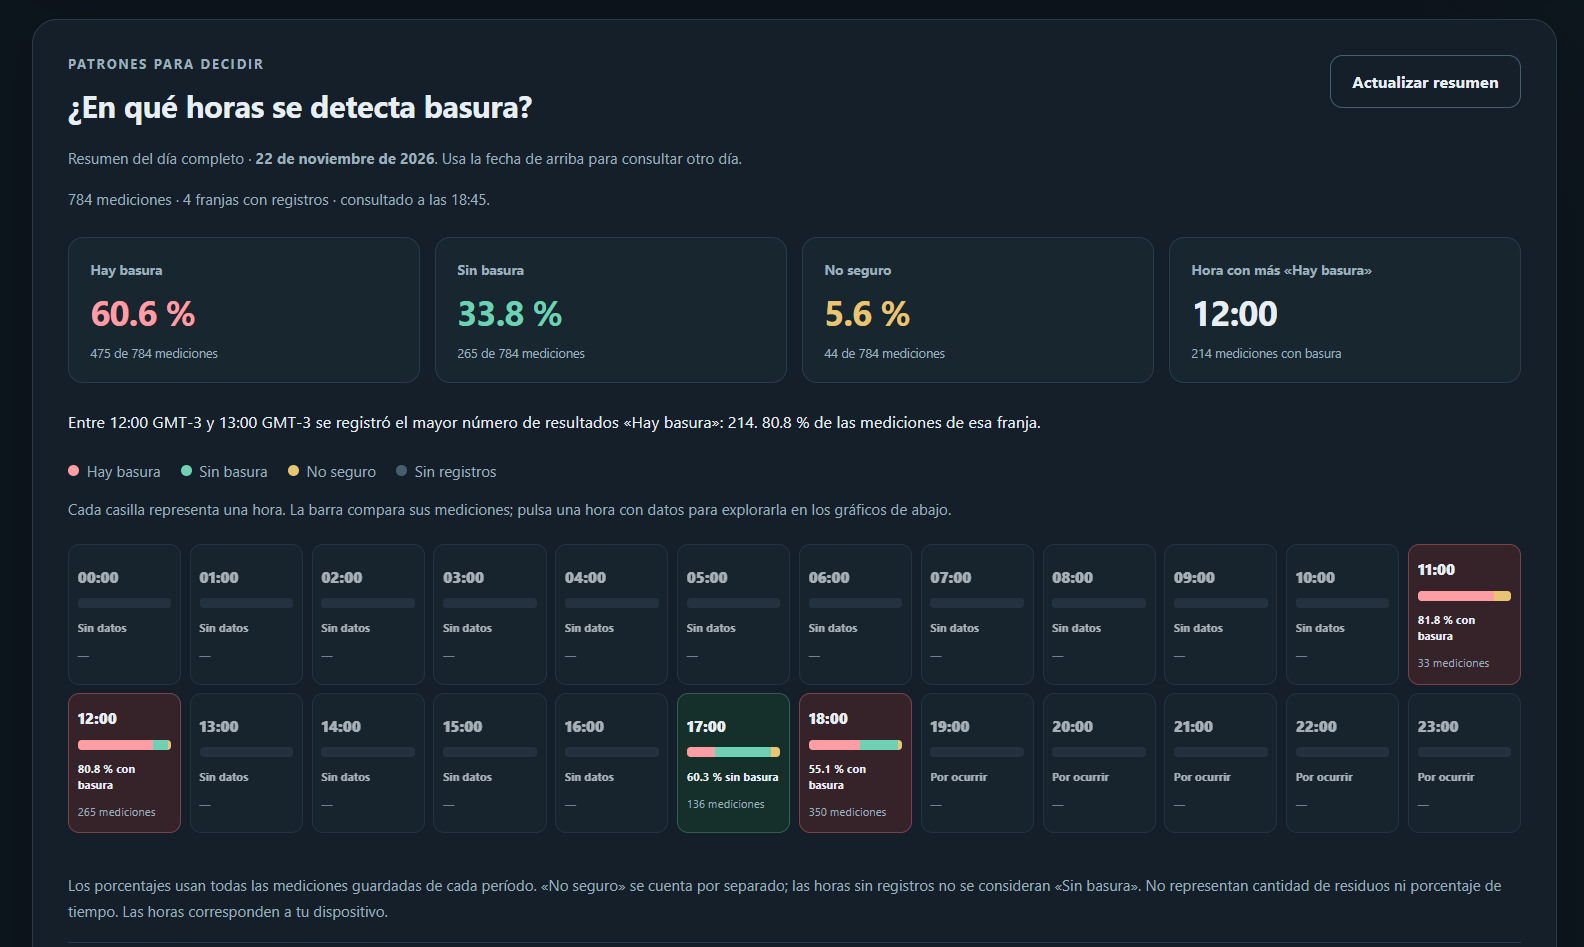 PATRONES PARA DECIDIR
Actualizar resumen
¿En qué horas se detecta basura?
Resumen del día completo · 22 de noviembre de 2026. Usa la fecha de arriba para consultar otro día.
784 mediciones · 4 franjas con registros · consultado a las 18:45.
Hay basura
60.6 %
475 de 784 mediciones
Sin basura
33.8 %
265 de 784 mediciones
No seguro
5.6 %
44 de 784 mediciones
Hora con más «Hay basura»
12:00
214 mediciones con basura
Entre 12:00 GMT-3 y 13:00 GMT-3 se registró el mayor número de resultados «Hay basura»: 214. 80.8 % de las mediciones de esa franja.
Hay basura
Sin basura
No seguro
Sin registros
Cada casilla representa una hora. La barra compara sus mediciones; pulsa una hora con datos para explorarla en los gráficos de abajo.
00:00
Sin datos
—
01:00
Sin datos
—
02:00
Sin datos
—
03:00
Sin datos
—
04:00
Sin datos
—
05:00
Sin datos
—
06:00
Sin datos
—
07:00
Sin datos
—
08:00
Sin datos
—
09:00
Sin datos
—
10:00
Sin datos
—
11:00
81.8 % con
basura
33 mediciones
12:00
80.8 % con
basura
265 mediciones
13:00
Sin datos
—
14:00
Sin datos
—
15:00
Sin datos
—
16:00
Sin datos
—
17:00
60.3 % sin basura
136 mediciones
18:00
55.1 % con
basura
350 mediciones
19:00
Por ocurrir
—
20:00
Por ocurrir
—
21:00
Por ocurrir
—
22:00
Por ocurrir
—
23:00
Por ocurrir
—
Los porcentajes usan todas las mediciones guardadas de cada período. «No seguro» se cuenta por separado; las horas sin registros no se consideran «Sin basura». No representan cantidad de residuos ni porcentaje de
tiempo. Las horas corresponden a tu dispositivo.